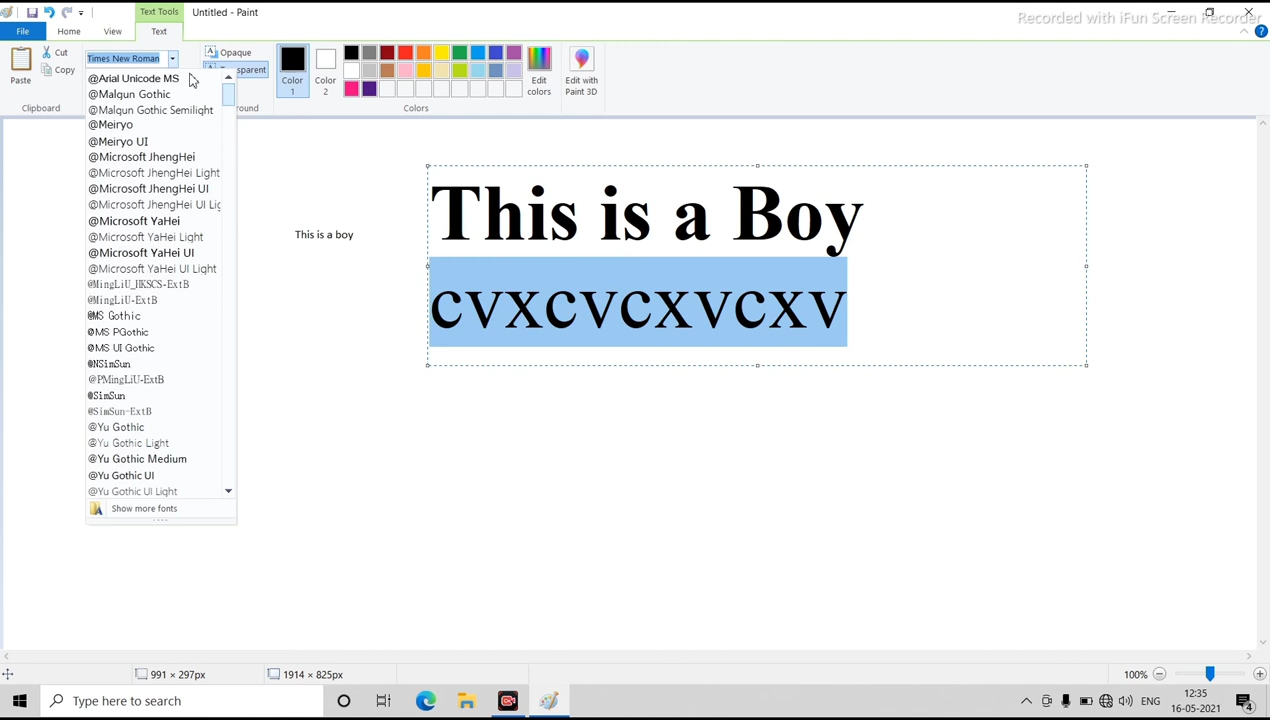 Text Tools
Untitled - Paint
Recorded with iFun Screen Recorder
File
Home
View
Text
Paste
Cut
Copy
Clipboard
Times New Roman
Opaque
Color 1
Color 2
Edit colors
Edit with Paint 3D
Colors
@Arial Unicode MS
@Malgun Gothic
@Malgun Gothic Semilight
@Meiryo
@Meiryo UI
@Microsoft JhengHei
@Microsoft JhengHei Light
@Microsoft JhengHei UI
@Microsoft JhengHei UI Lig
@Microsoft YaHei
@Microsoft YaHei Light
@Microsoft YaHei UI
@Microsoft YaHei UI Light
@MingLiU_HKSCS-ExtB
@MingLiU-ExtB
@MS Gothic
@MS PGothic
@MS UI Gothic
@NSimSun
@PMingLiU-ExtB
@SimSun
@SimSun-ExtB
@Yu Gothic
@Yu Gothic Light
@Yu Gothic Medium
@Yu Gothic UI
@Yu Gothic UI Light
Show more fonts
This is a boy
This is a Boy
cvxcvcxvcxv
991 × 297px
1914 × 825px
100%
Type here to search
ENG
12:35
16-05-2021
4